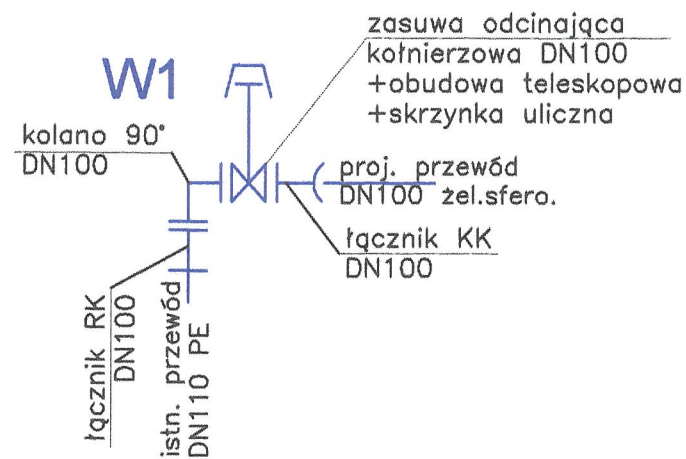 zasuwa odcinająca
kołnierzowa DN100
+obudowa teleskopowa
+skrzynka uliczna
W1
kolano 90°
DN100
proj. przewód
DN100 żel.sfero.
łącznik KK
DN100
łącznik RK
DN100
istn. przewód
DN110 PE